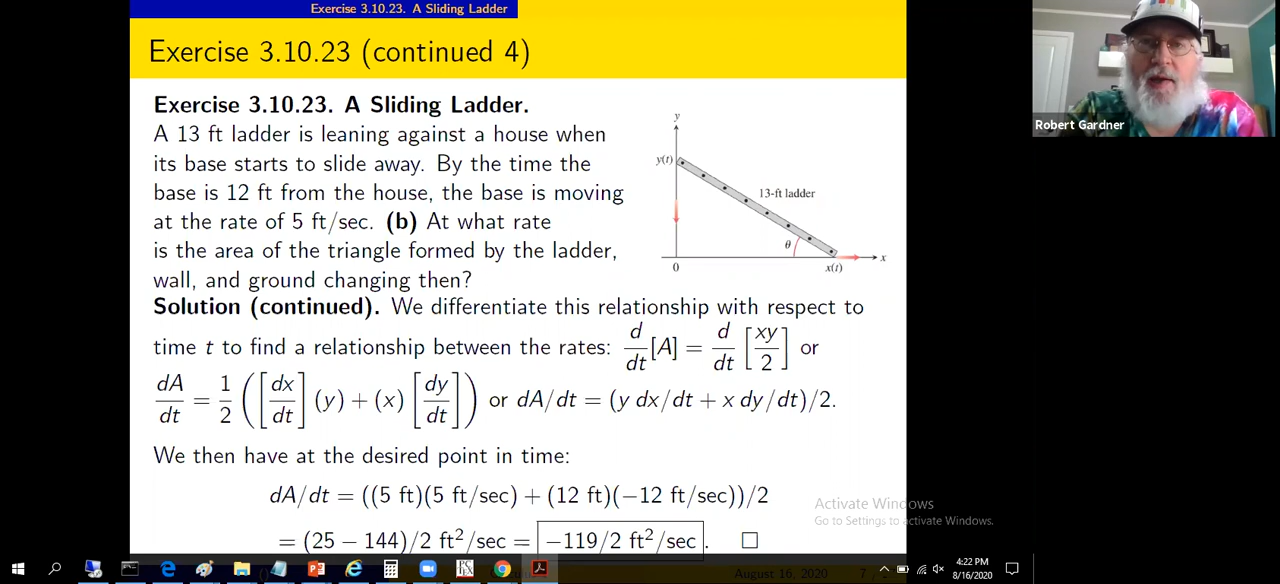 Exercise 3.10.23. A Sliding Ladder
Exercise 3.10.23 (continued 4)
Exercise 3.10.23. A Sliding Ladder.
A 13 ft ladder is leaning against a house when
its base starts to slide away. By the time the
base is 12 ft from the house, the base is moving
at the rate of 5 ft/sec. (b) At what rate
is the area of the triangle formed by the ladder,
wall, and ground changing then?
y
y(t)
13-ft ladder
θ
0
x(t)
x
Solution (continued). We differentiate this relationship with respect to
time t to find a relationship between the rates: d/dt [A] = d/dt [xy/2] or
dA/dt = 1/2 ([dx/dt] (y) + (x) [dy/dt]) or dA/dt = (y dx/dt + x dy/dt)/2.
We then have at the desired point in time:
dA/dt = ((5 ft)(5 ft/sec) + (12 ft)(−12 ft/sec))/2
= (25 − 144)/2 ft²/sec = −119/2 ft²/sec . □
Robert Gardner
Activate Windows
Go to Settings to activate Windows.
August 16, 2020
4:22 PM
8/16/2020